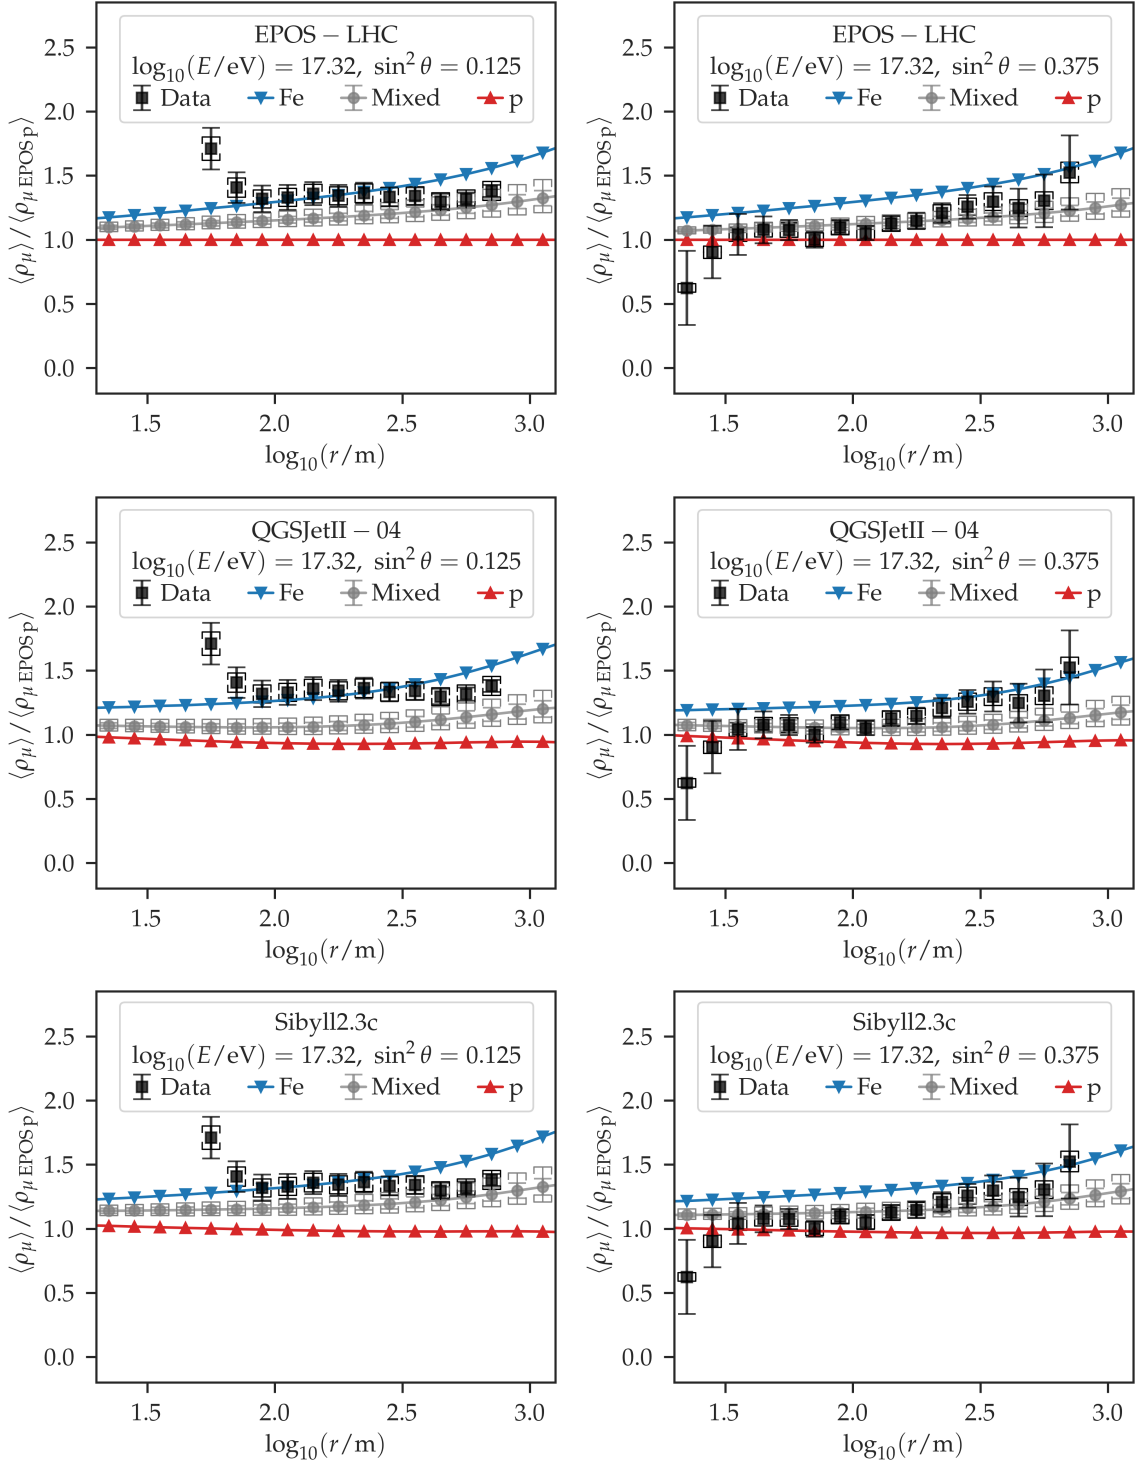 EPOS − LHC
log₁₀(E/eV) = 17.32, sin² θ = 0.125
Data Fe Mixed p
2.5
2.0
1.5
1.0
0.5
0.0
⟨ρμ⟩ / ⟨ρμ EPOS p⟩
1.5 2.0 2.5 3.0
log₁₀(r/m)
EPOS − LHC
log₁₀(E/eV) = 17.32, sin² θ = 0.375
Data Fe Mixed p
2.5
2.0
1.5
1.0
0.5
0.0
⟨ρμ⟩ / ⟨ρμ EPOS p⟩
1.5 2.0 2.5 3.0
log₁₀(r/m)
QGSJetII − 04
log₁₀(E/eV) = 17.32, sin² θ = 0.125
Data Fe Mixed p
2.5
2.0
1.5
1.0
0.5
0.0
⟨ρμ⟩ / ⟨ρμ EPOS p⟩
1.5 2.0 2.5 3.0
log₁₀(r/m)
QGSJetII − 04
log₁₀(E/eV) = 17.32, sin² θ = 0.375
Data Fe Mixed p
2.5
2.0
1.5
1.0
0.5
0.0
⟨ρμ⟩ / ⟨ρμ EPOS p⟩
1.5 2.0 2.5 3.0
log₁₀(r/m)
Sibyll2.3c
log₁₀(E/eV) = 17.32, sin² θ = 0.125
Data Fe Mixed p
2.5
2.0
1.5
1.0
0.5
0.0
⟨ρμ⟩ / ⟨ρμ EPOS p⟩
1.5 2.0 2.5 3.0
log₁₀(r/m)
Sibyll2.3c
log₁₀(E/eV) = 17.32, sin² θ = 0.375
Data Fe Mixed p
2.5
2.0
1.5
1.0
0.5
0.0
⟨ρμ⟩ / ⟨ρμ EPOS p⟩
1.5 2.0 2.5 3.0
log₁₀(r/m)